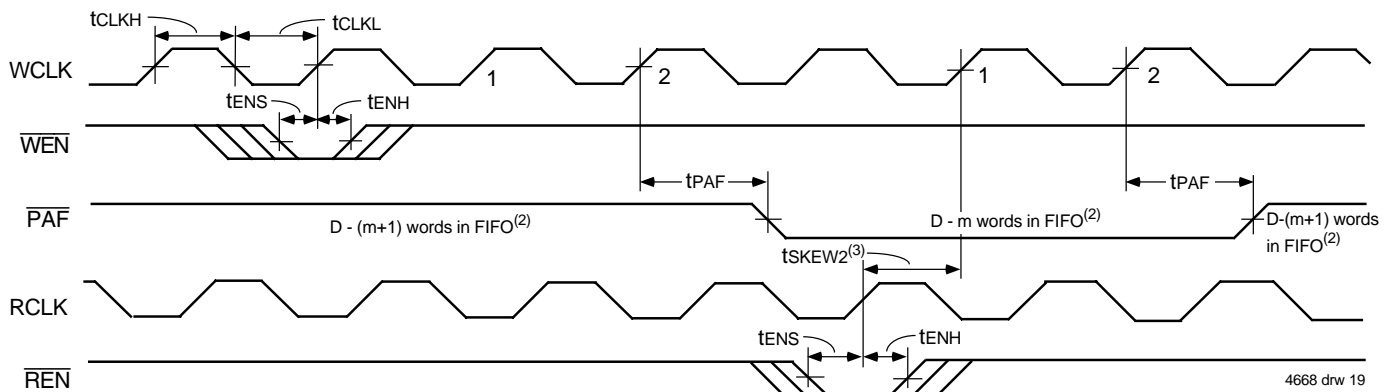 tCLKH
tCLKL
WCLK
1
2
1
2
tENS
tENH
WEN
tPAF
tPAF
PAF
D - (m+1) words in FIFO(2)
D - m words in FIFO(2)
D-(m+1) words
in FIFO(2)
tSKEW2(3)
RCLK
tENS
tENH
REN
4668 drw 19